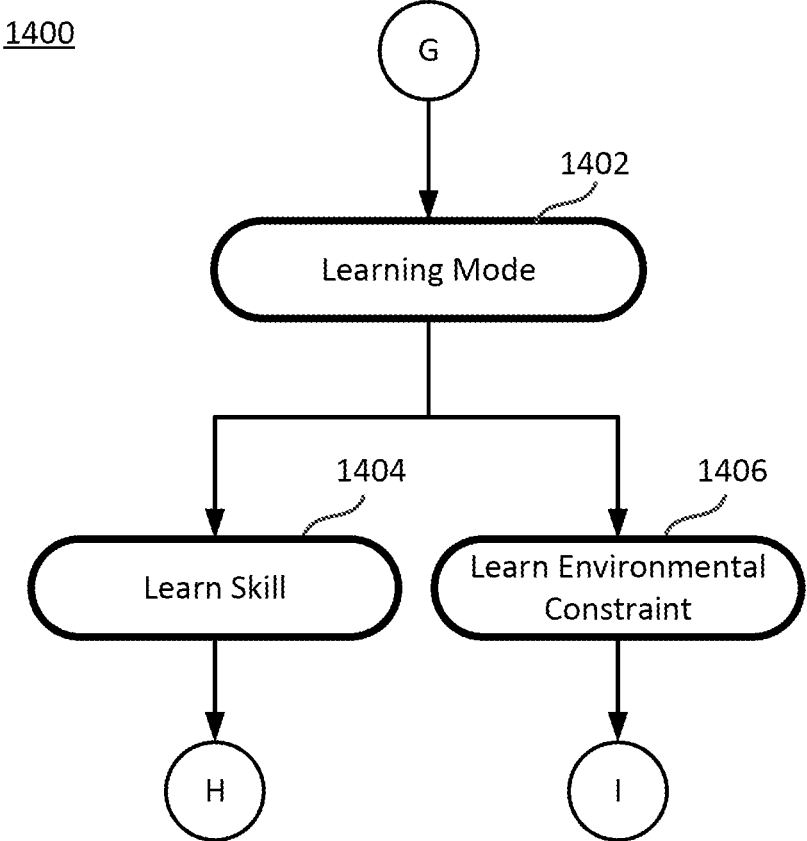 1400
G
1402
Learning Mode
1404
1406
Learn Skill
Learn Environmental
Constraint
H
I